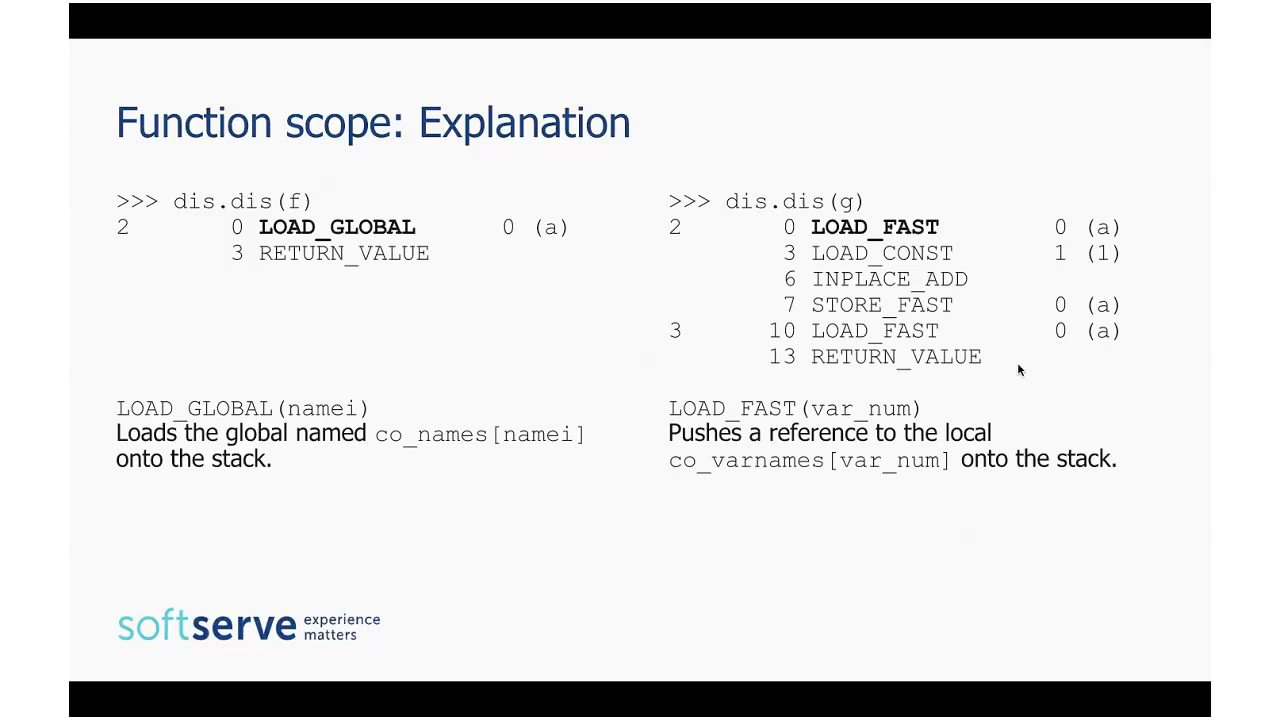 Function scope: Explanation
>>> dis.dis(f)
2 0 LOAD_GLOBAL 0 (a)
3 RETURN_VALUE
LOAD_GLOBAL(namei)
Loads the global named co_names[namei]
onto the stack.
>>> dis.dis(g)
2 0 LOAD_FAST 0 (a)
3 LOAD_CONST 1 (1)
6 INPLACE_ADD
7 STORE_FAST 0 (a)
3 10 LOAD_FAST 0 (a)
13 RETURN_VALUE
LOAD_FAST(var_num)
Pushes a reference to the local
co_varnames[var_num] onto the stack.
softserve experience
matters